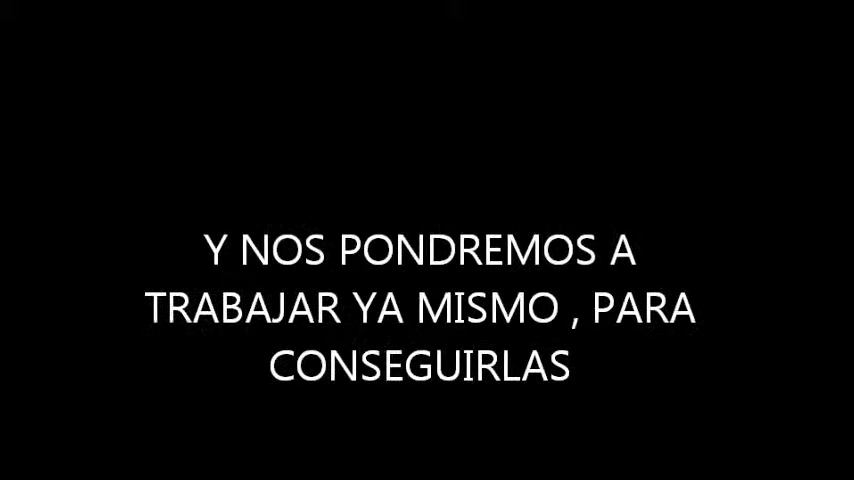 Y NOS PONDREMOS A
TRABAJAR YA MISMO , PARA
CONSEGUIRLAS